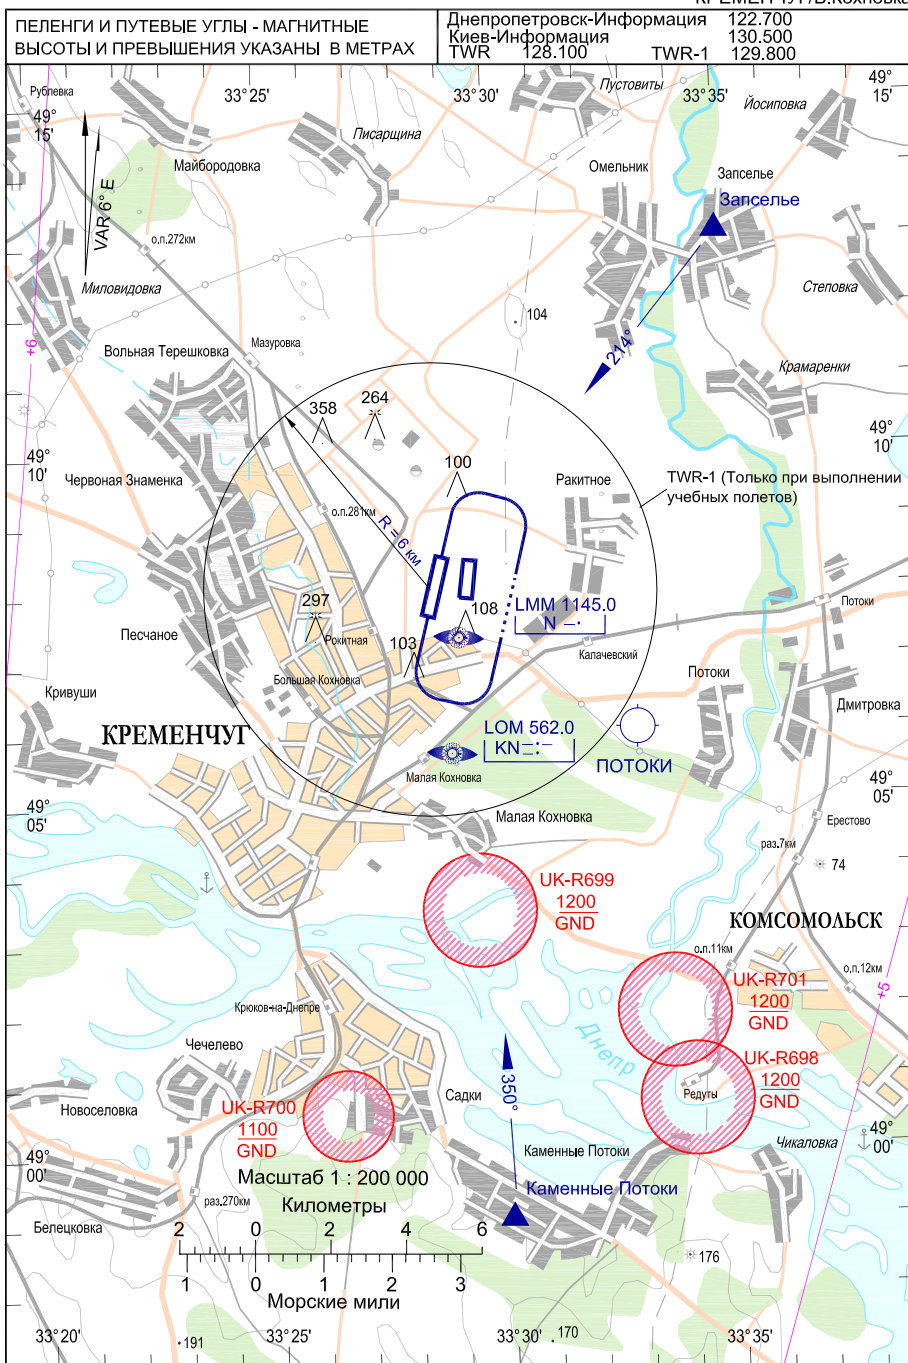 КРЕМЕНЧУГ/В.Кохновка
ПЕЛЕНГИ И ПУТЕВЫЕ УГЛЫ - МАГНИТНЫЕ
ВЫСОТЫ И ПРЕВЫШЕНИЯ УКАЗАНЫ В МЕТРАХ
Днепропетровск-Информация 122.700
Киев-Информация 130.500
TWR 128.100 TWR-1 129.800
33°25'
33°30'
33°35'
49°
15'
Рублевка
49°
15'
Пустовиты
Йосиповка
Писарщина
Майбородовка
Омельник
Запселье
Запселье
VAR 6° E
о.п.272км
Миловидовка
Степовка
104
214°
+6
Мазуровка
Вольная Терешковка
Крамаренки
358
264
49°
10'
49°
10'
100
Ракитное
TWR-1 (Только при выполнении
учебных полетов)
Червоная Знаменка
о.п.281км
R = 6 км
297
108
LMM 1145.0
N –·
Потоки
Песчаное
Рокитная
103
Калачевский
Большая Кохновка
Потоки
Кривуши
Дмитровка
КРЕМЕНЧУГ
LOM 562.0
KN
ПОТОКИ
Малая Кохновка
49°
05'
49°
05'
Малая Кохновка
Ерестово
раз.7км
74
UK-R699
1200
GND
КОМСОМОЛЬСК
о.п.11км
о.п.12км
UK-R701
1200
GND
+5
Крюков-на-Днепре
Днепр
Чечелево
UK-R698
1200
GND
350°
Редуты
Новоселовка
UK-R700
1100
GND
Садки
49°
00'
Чикаловка
Каменные Потоки
49°
00'
Масштаб 1 : 200 000
Километры
Каменные Потоки
раз.270км
Белецковка
2 0 2 4 6
1 0 1 2 3
Морские мили
176
33°20'
191
33°25'
33°30'
170
33°35'